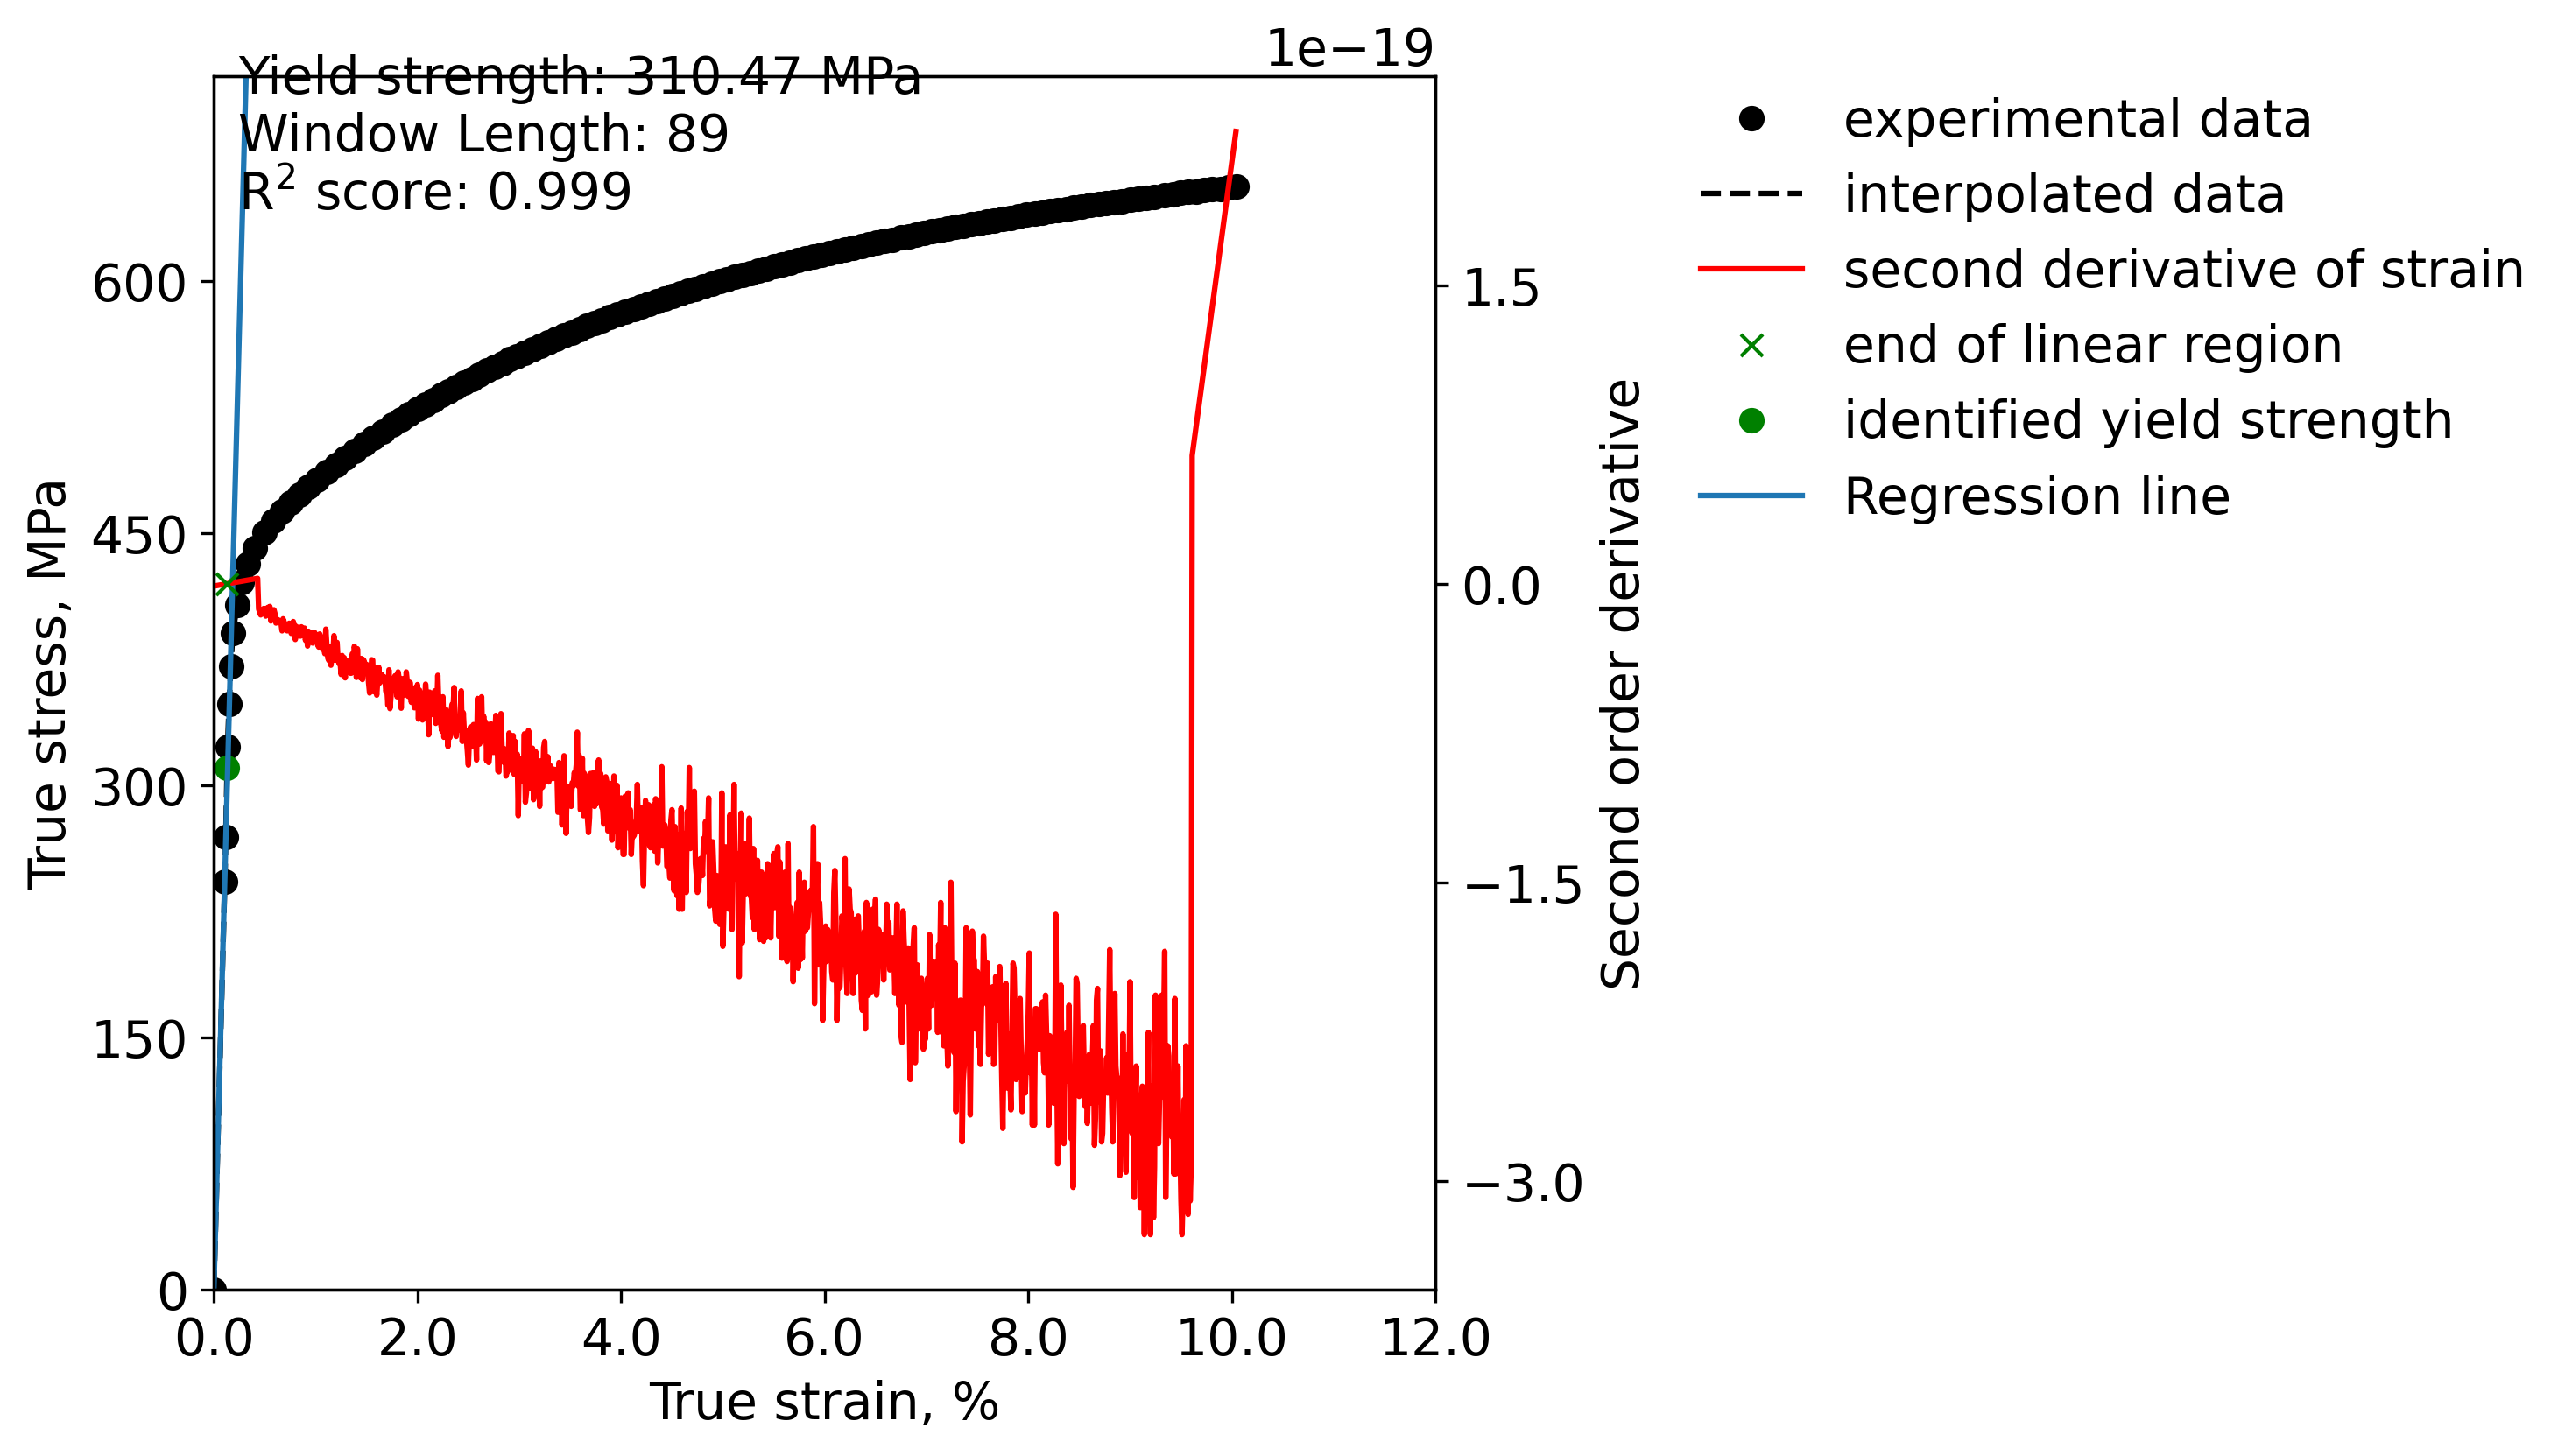 1e−19
Yield strength: 310.47 MPa
Window Length: 89
R² score: 0.999
600
450
300
150
0
True stress, MPa
0.0
2.0
4.0
6.0
8.0
10.0
12.0
True strain, %
1.5
0.0
−1.5
−3.0
Second order derivative
experimental data
interpolated data
second derivative of strain
end of linear region
identified yield strength
Regression line